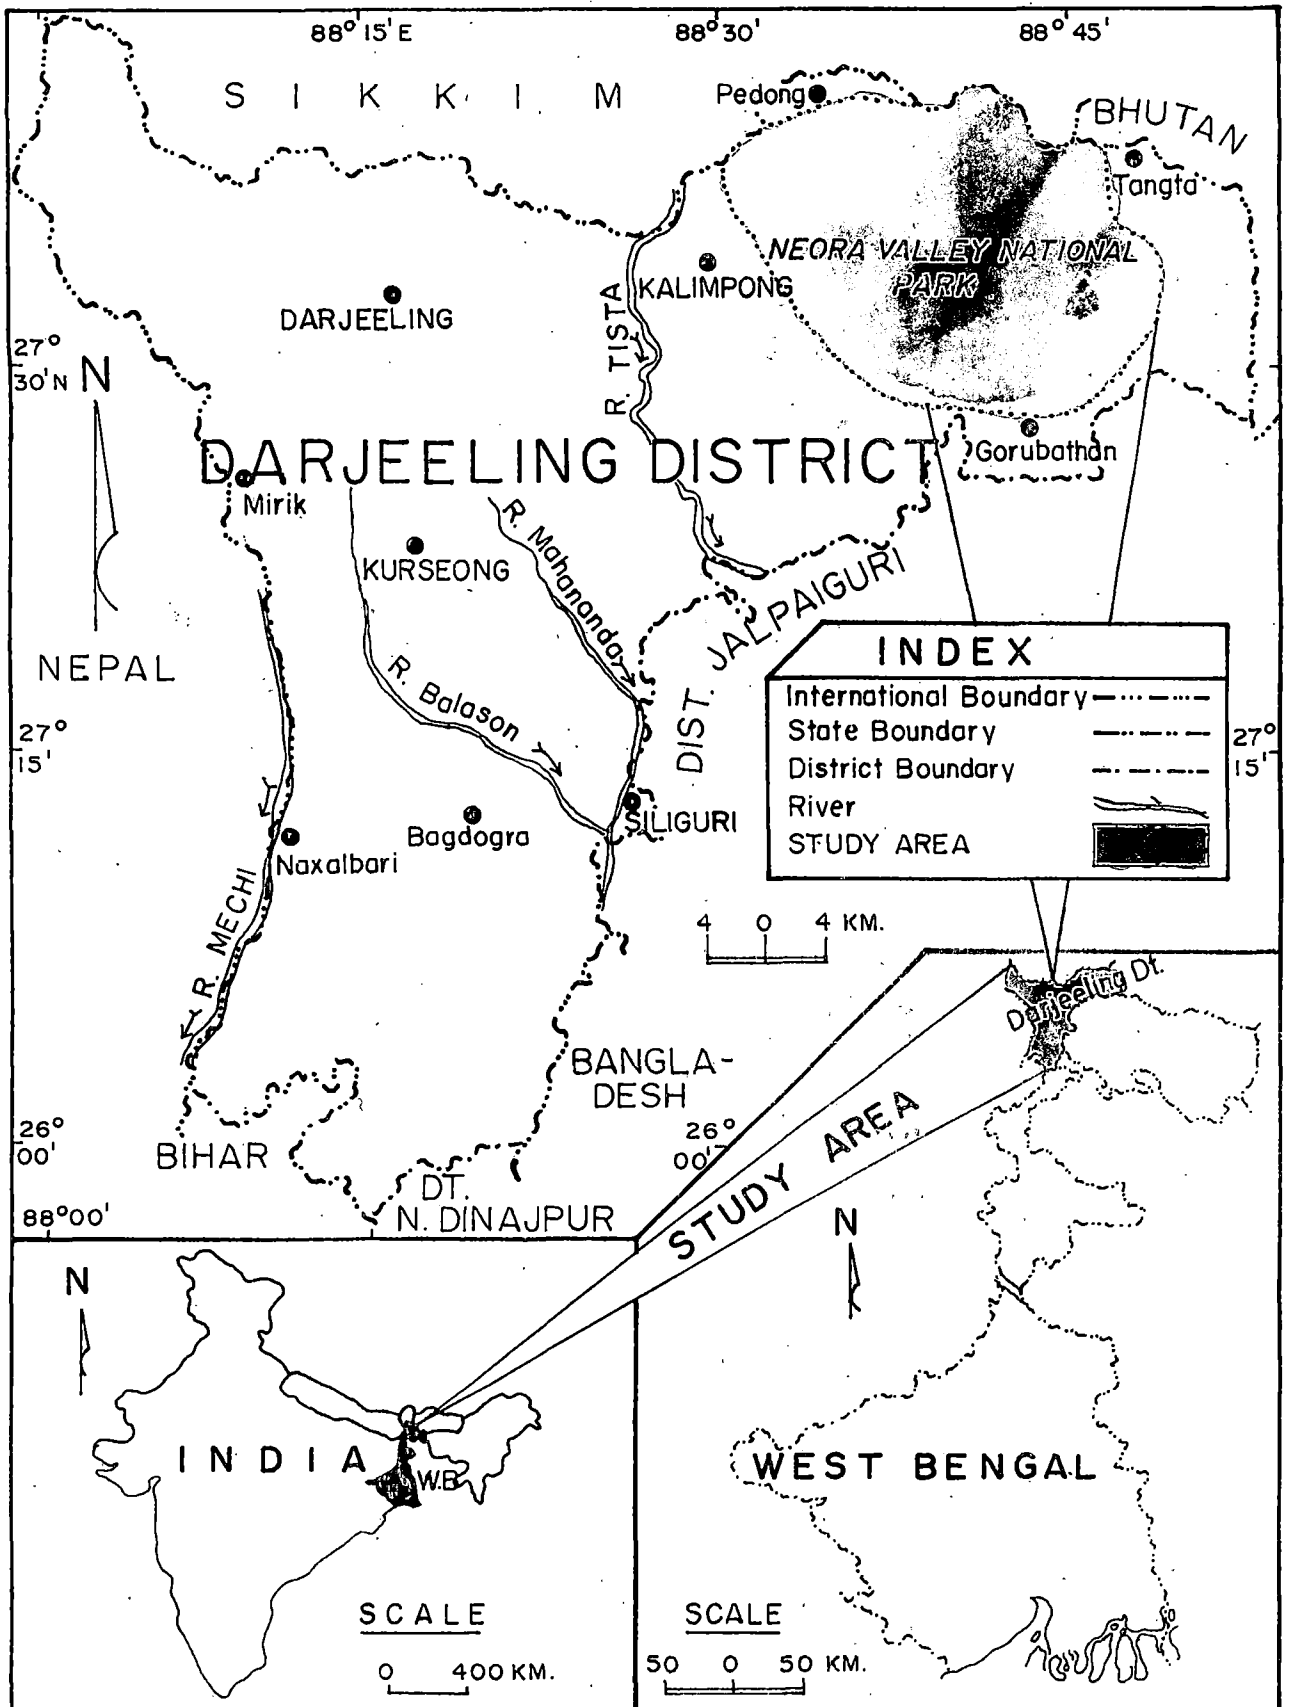 88°15'E
88°30'
88°45'
SIKKIM
Pedong
BHUTAN
Tangta
NEORA VALLEY NATIONAL
PARK
KALIMPONG
DARJEELING
R. TISTA
27°
30'N
N
DARJEELING DISTRICT
Gorubathan
Mirik
R. Mahananda
KURSEONG
DIST. JALPAIGURI
NEPAL
R. Balason
INDEX
International Boundary
State Boundary
District Boundary
River
STUDY AREA
27°
15'
27°
15'
SILIGURI
Bagdogra
Naxalbari
R. MECHI
4 0 4 KM.
Darjeeling Dt.
BANGLA-
DESH
STUDY AREA
26°
00'
26°
00'
BIHAR
DT.
N. DINAJPUR
88°00'
N
N
INDIA
W.B
WEST BENGAL
SCALE
0 400 KM.
SCALE
50 0 50 KM.